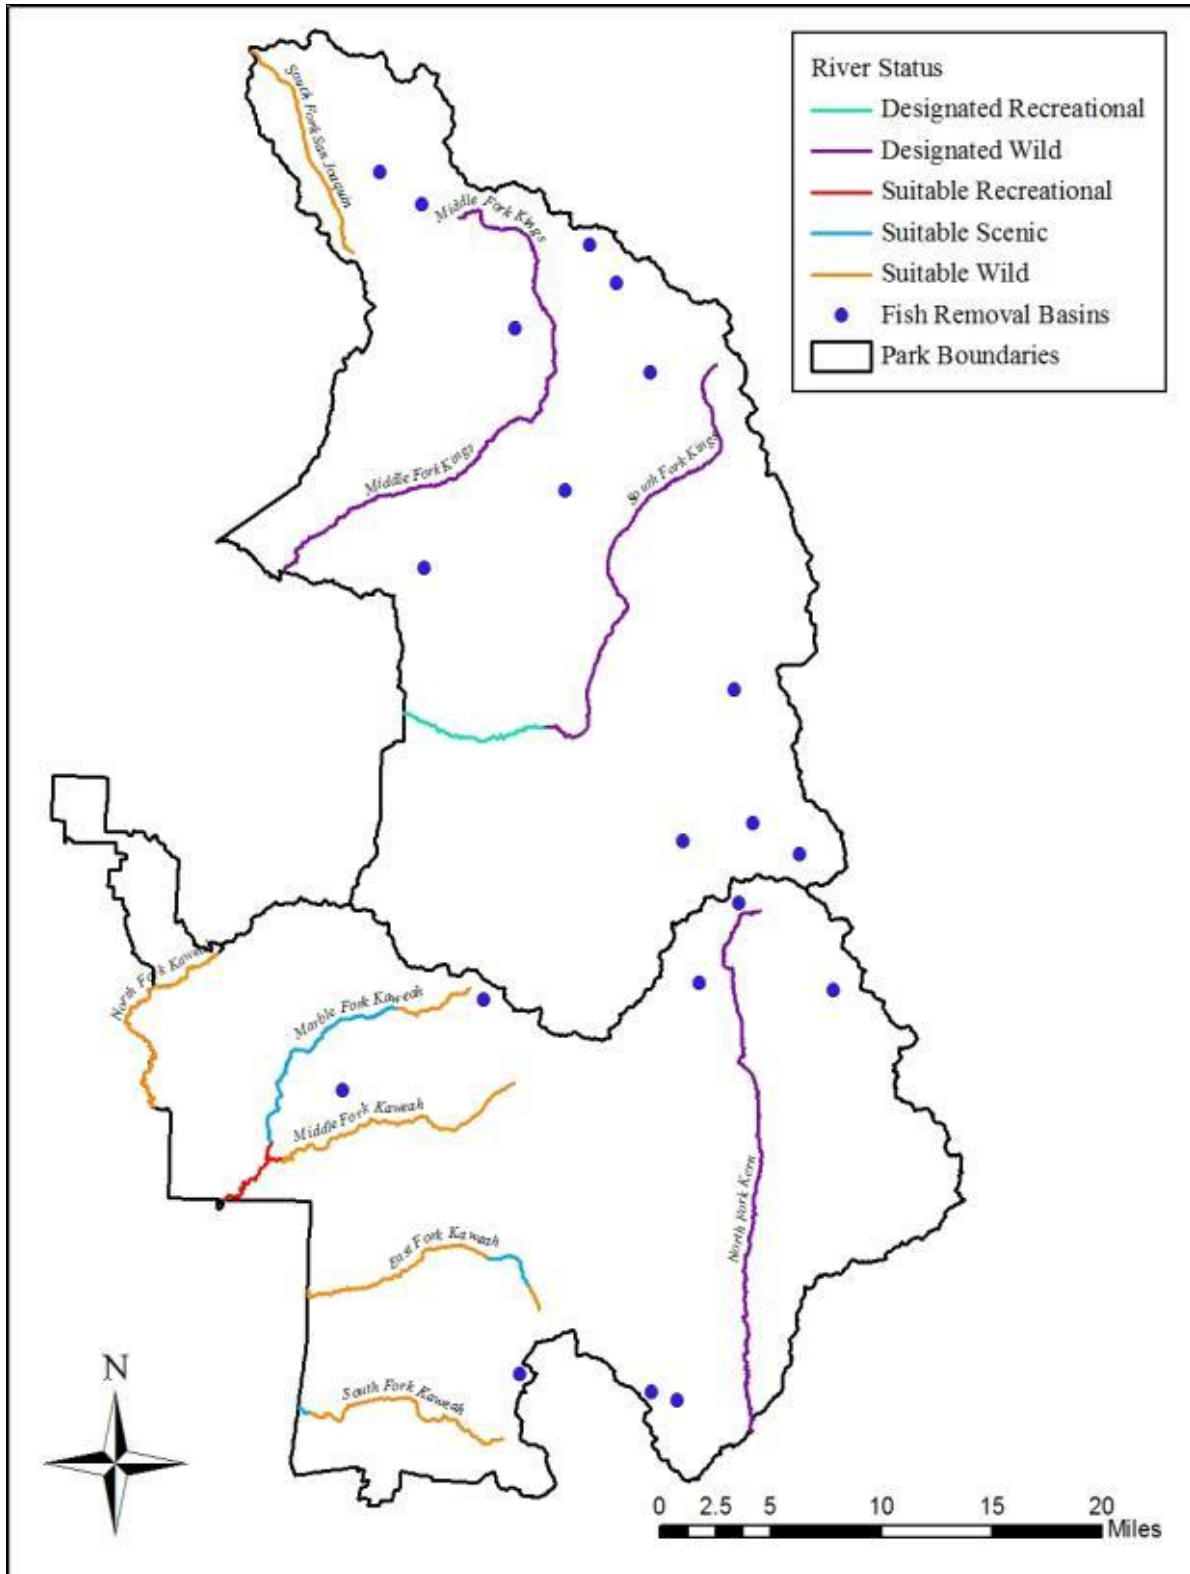 River Status
Designated Recreational
Designated Wild
Suitable Recreational
Suitable Scenic
Suitable Wild
Fish Removal Basins
Park Boundaries
South Fork San Joaquin
Middle Fork Kings
Middle Fork Kings
South Fork Kings
North Fork Kaweah
Marble Fork Kaweah
Middle Fork Kaweah
North Fork Kern
East Fork Kaweah
South Fork Kaweah
N
0 2.5 5 10 15 20
Miles